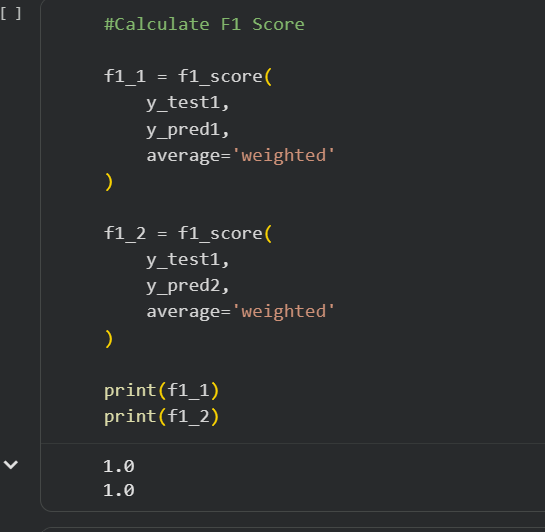 [ ]
#Calculate F1 Score
f1_1 = f1_score(
    y_test1,
    y_pred1,
    average='weighted'
)
f1_2 = f1_score(
    y_test1,
    y_pred2,
    average='weighted'
)
print(f1_1)
print(f1_2)
1.0
1.0